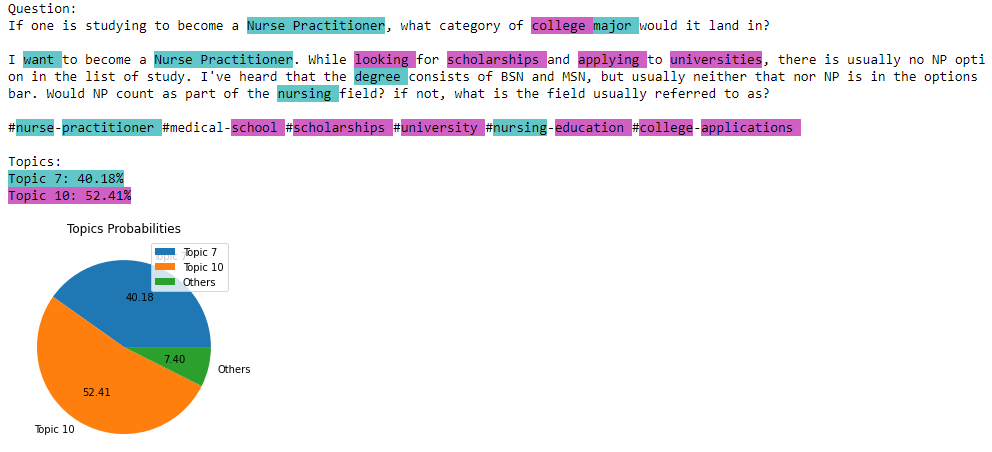 Question:
If one is studying to become a Nurse Practitioner, what category of college major would it land in?
I want to become a Nurse Practitioner. While looking for scholarships and applying to universities, there is usually no NP opti
on in the list of study. I've heard that the degree consists of BSN and MSN, but usually neither that nor NP is in the options
bar. Would NP count as part of the nursing field? if not, what is the field usually referred to as?
#nurse-practitioner #medical-school #scholarships #university #nursing-education #college-applications
Topics:
Topic 7: 40.18%
Topic 10: 52.41%
Topics Probabilities
Topic 7
Topic 7
Topic 10
Others
40.18
7.40
Others
52.41
Topic 10